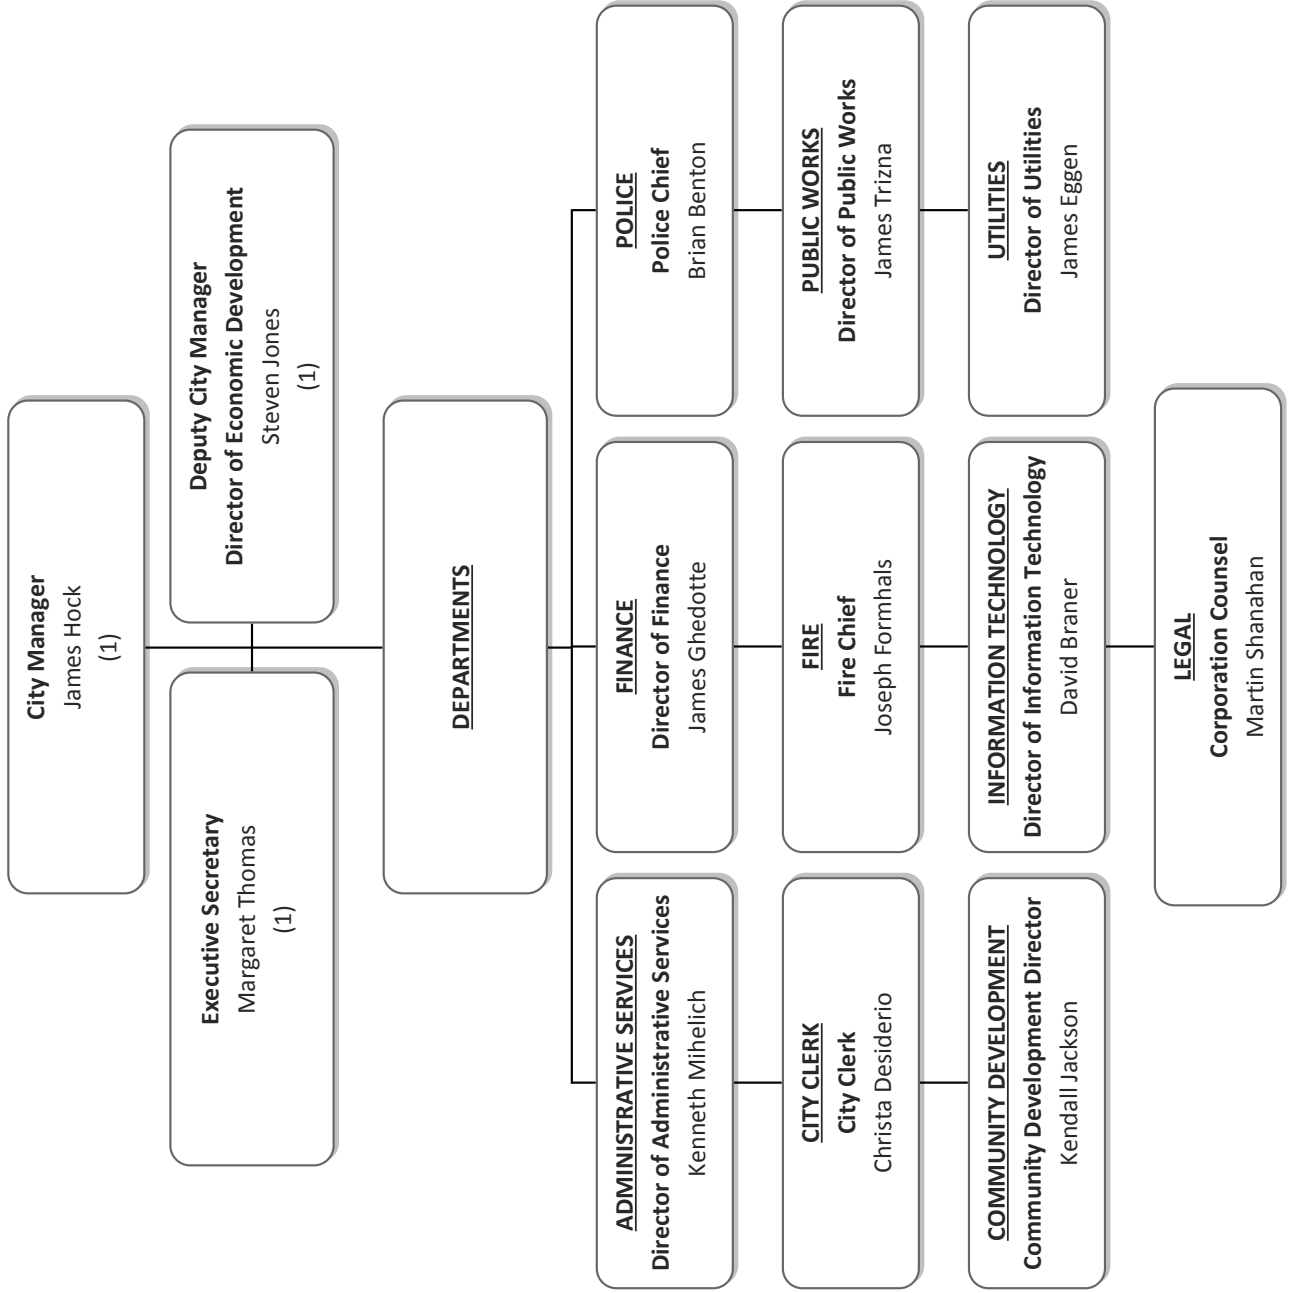 City Manager
James Hock
(1)
Executive Secretary
Margaret Thomas
(1)
Deputy City Manager
Director of Economic Development
Steven Jones
(1)
DEPARTMENTS
ADMINISTRATIVE SERVICES
Director of Administrative Services
Kenneth Mihelich
FINANCE
Director of Finance
James Ghedotte
POLICE
Police Chief
Brian Benton
CITY CLERK
City Clerk
Christa Desiderio
FIRE
Fire Chief
Joseph Formhals
PUBLIC WORKS
Director of Public Works
James Trizna
COMMUNITY DEVELOPMENT
Community Development Director
Kendall Jackson
INFORMATION TECHNOLOGY
Director of Information Technology
David Braner
UTILITIES
Director of Utilities
James Eggen
LEGAL
Corporation Counsel
Martin Shanahan